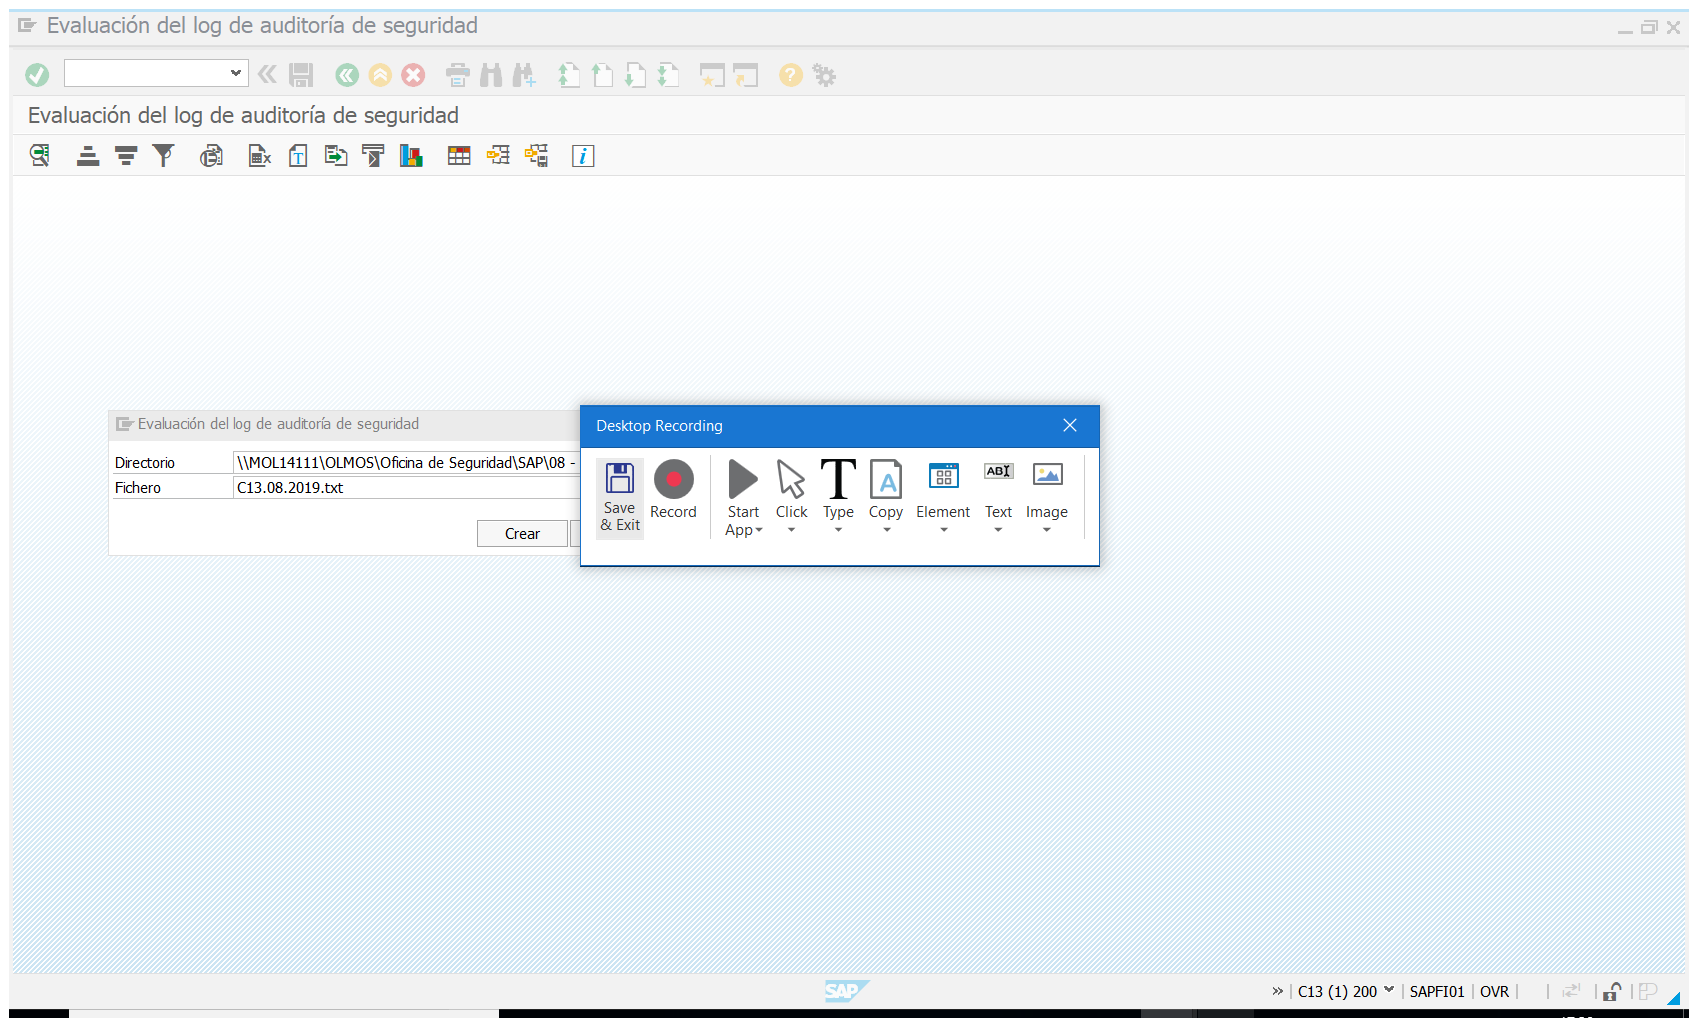 Evaluación del log de auditoría de seguridad
Evaluación del log de auditoría de seguridad
Evaluación del log de auditoría de seguridad
Directorio \\MOL14111\OLMOS\Oficina de Seguridad\SAP\08 -
Fichero C13.08.2019.txt
Crear
Desktop Recording
Save & Exit
Record
Start App
Click
Type
Copy
Element
Text
Image
SAP
C13 (1) 200
SAPFI01
OVR